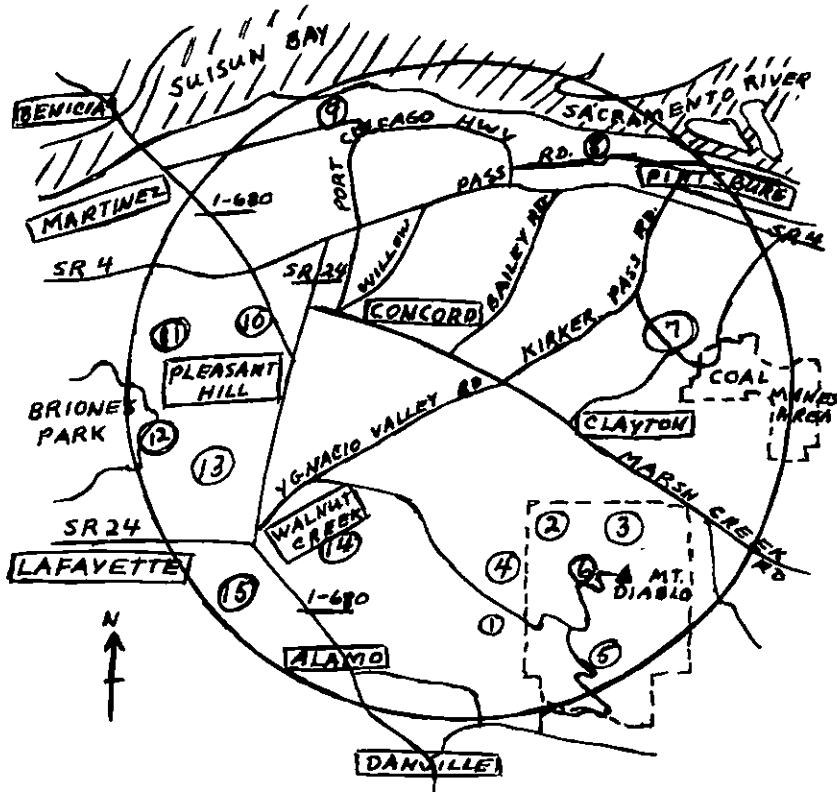 SUISUN BAY
BENICIA
9
CHICAGO HWY
SACRAMENTO RIVER
8
RD.
PASS
PORT
MARTINEZ
I-680
PITTSBURG
SR 4
SR 4
SR 24
WILLOW
BAILEY RD.
KIRKER PASS RD.
CONCORD
11
10
7
PLEASANT
HILL
COAL
MINES
AREA
BRIONES
PARK
12
CLAYTON
13
YGNACIO VALLEY RD
MARSH CREEK
RD
SR 24
WALNUT
CREEK
14
2
3
LAFAYETTE
4
6
MT.
DIABLO
15
I-680
1
N
5
ALAMO
DANVILLE